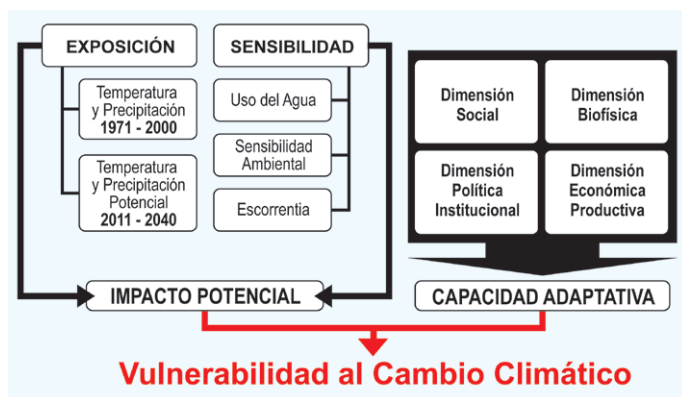 EXPOSICIÓN
Temperatura
y Precipitación
1971 - 2000
Temperatura
y Precipitación
Potencial
2011 - 2040
SENSIBILIDAD
Uso del Agua
Sensibilidad
Ambiental
Escorrentia
Dimensión
Social
Dimensión
Biofísica
Dimensión
Política
Institucional
Dimensión
Económica
Productiva
IMPACTO POTENCIAL
CAPACIDAD ADAPTATIVA
Vulnerabilidad al Cambio Climático